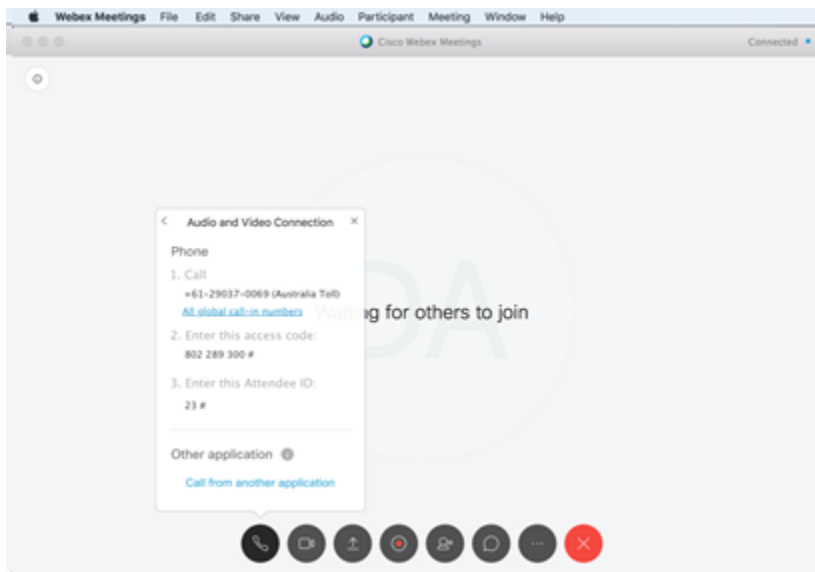 Webex Meetings File Edit Share View Audio Participant Meeting Window Help
Cisco Webex Meetings
Connected
Audio and Video Connection
Phone
1. Call
+61-29037-0069 (Australia Toll)
All global call-in numbers
Waiting for others to join
2. Enter this access code:
802 289 300 #
3. Enter this Attendee ID:
23 #
Other application
Call from another application
DA